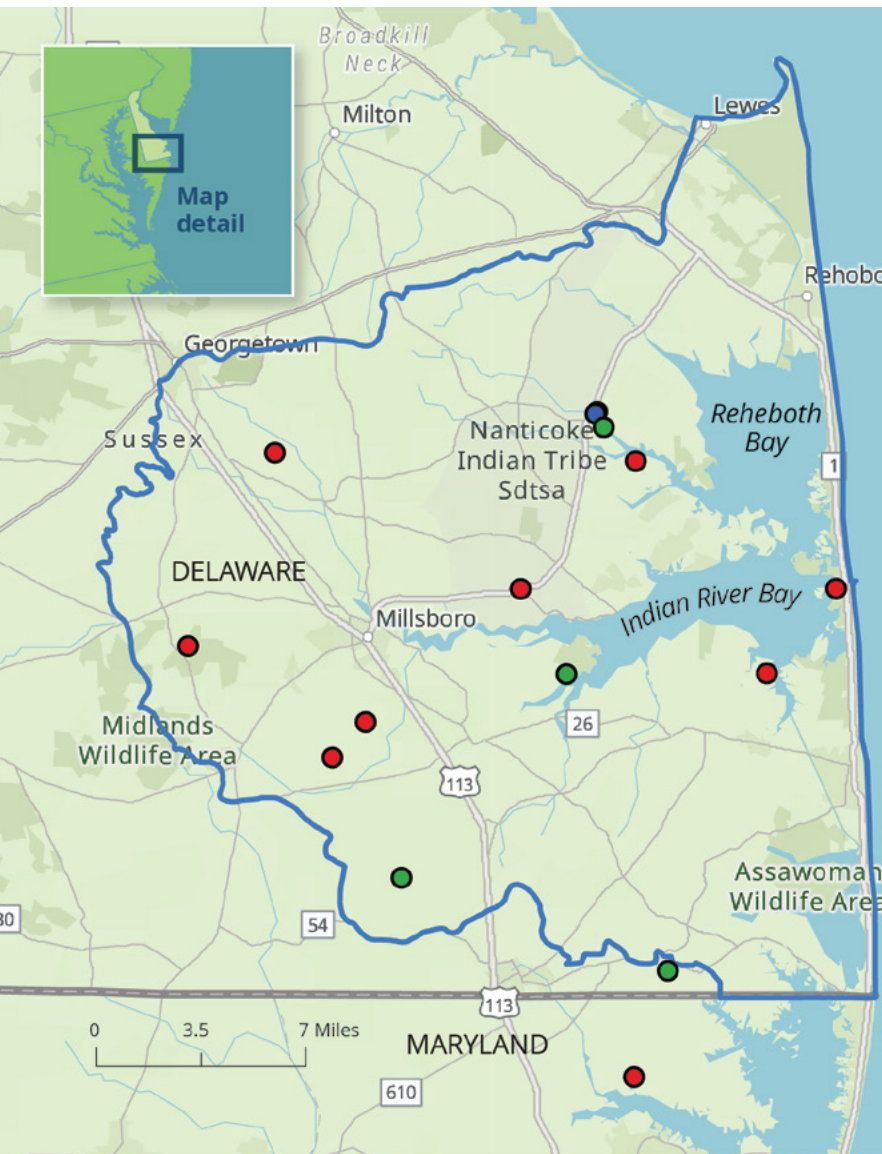 Broadkill
Neck
Milton
Lewes
Map
detail
Rehobo
Georgetown
Sussex
Nanticoke
Indian Tribe
Sdtsa
Reheboth
Bay
1
DELAWARE
Millsboro
Indian River Bay
26
Midlands
Wildlife Area
113
Assawoman
Wildlife Area
30
54
113
0 3.5 7 Miles
MARYLAND
610